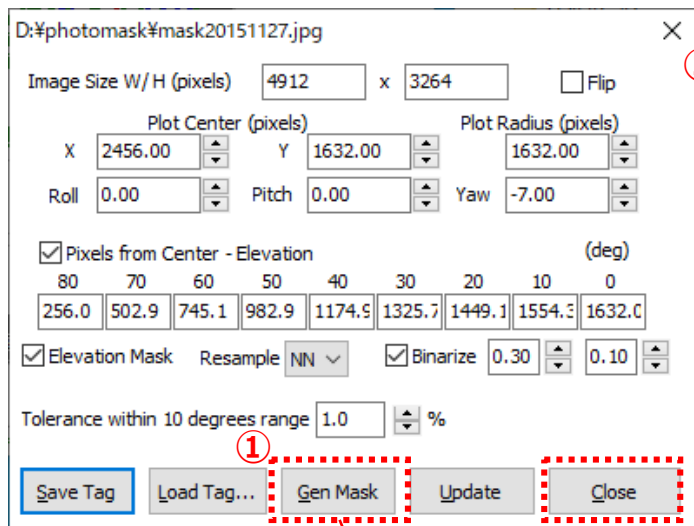 D:¥photomask¥mask20151127.jpg
Image Size W/H (pixels) 4912 x 3264 Flip
Plot Center (pixels) Plot Radius (pixels)
X 2456.00 Y 1632.00 1632.00
Roll 0.00 Pitch 0.00 Yaw -7.00
Pixels from Center - Elevation (deg)
80 70 60 50 40 30 20 10 0
256.0 502.9 745.1 982.9 1174.9 1325.7 1449.1 1554.3 1632.0
Elevation Mask Resample NN Binarize 0.30 0.10
Tolerance within 10 degrees range 1.0 %
①
Save Tag Load Tag... Gen Mask Update Close